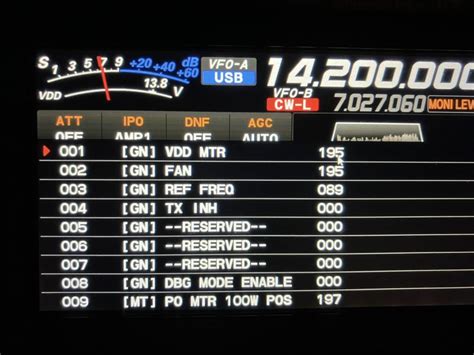 S 1 3 5 7 9 +20 +40 dB +60
VDD 13.8 V
VFO-A
USB
14.200.000
VFO-B
CW-L
7.027.060
MONI LEV
ATT IPO DNF AGC
OFF AMP1 OFF AUTO
001 [GN] VDD MTR 195
002 [GN] FAN 195
003 [GN] REF FREQ 089
004 [GN] TX INH 000
005 [GN] --RESERVED-- 000
006 [GN] --RESERVED-- 000
007 [GN] --RESERVED-- 000
008 [GN] DBG MODE ENABLE 000
009 [MT] PO MTR 100W POS 197